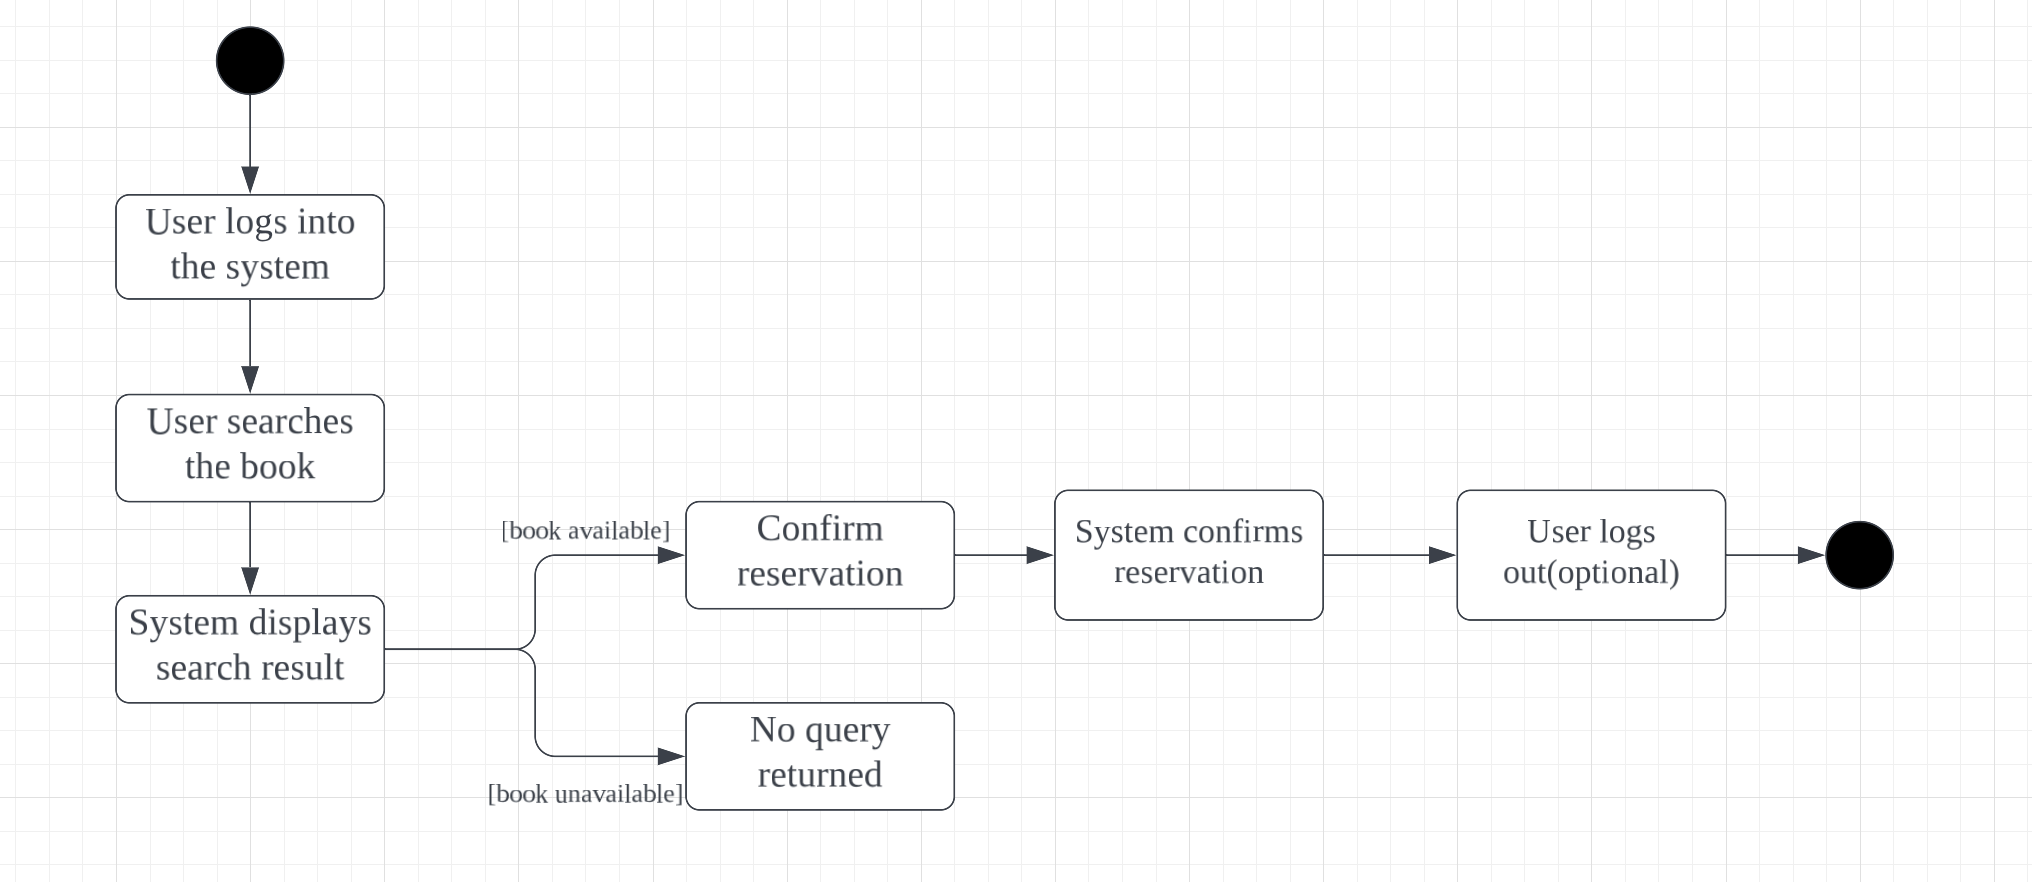 User logs into
the system
User searches
the book
System displays
search result
[book available]
Confirm
reservation
System confirms
reservation
User logs
out(optional)
[book unavailable]
No query
returned